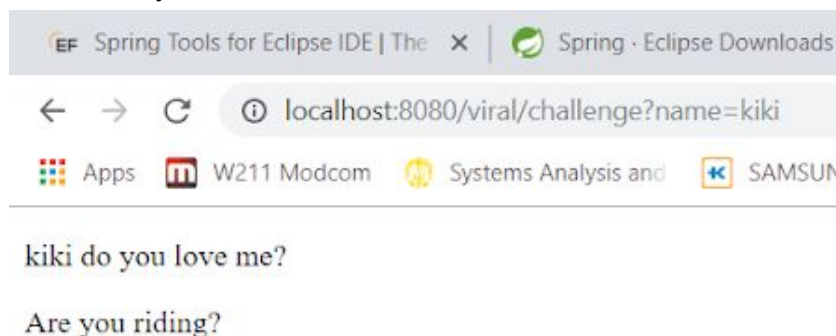 EF Spring Tools for Eclipse IDE | The Spring · Eclipse Downloads
localhost:8080/viral/challenge?name=kiki
Apps W211 Modcom Systems Analysis and SAMSUN
kiki do you love me?
Are you riding?